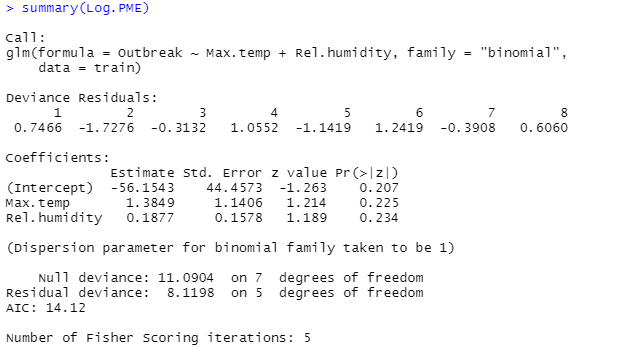 > summary(Log.PME)
Call:
glm(formula = Outbreak ~ Max.temp + Rel.humidity, family = "binomial",
    data = train)
Deviance Residuals:
      1        2        3        4        5        6        7        8
 0.7466  -1.7276  -0.3132   1.0552  -1.1419   1.2419  -0.3908   0.6060
Coefficients:
             Estimate Std. Error z value Pr(>|z|)
(Intercept)  -56.1543    44.4573  -1.263    0.207
Max.temp       1.3849     1.1406   1.214    0.225
Rel.humidity   0.1877     0.1578   1.189    0.234
(Dispersion parameter for binomial family taken to be 1)
    Null deviance: 11.0904  on 7  degrees of freedom
Residual deviance:  8.1198  on 5  degrees of freedom
AIC: 14.12
Number of Fisher Scoring iterations: 5